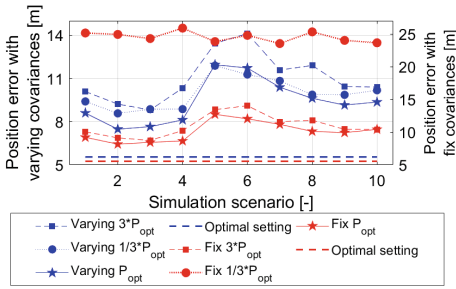 Position error with
varying covariances [m]
14
11
8
5
25
20
15
10
5
Position error with
fix covariances [m]
2
4
6
8
10
Simulation scenario [-]
Varying 3*P_opt
Optimal setting
Fix P_opt
Varying 1/3*P_opt
Fix 3*P_opt
Optimal setting
Varying P_opt
Fix 1/3*P_opt